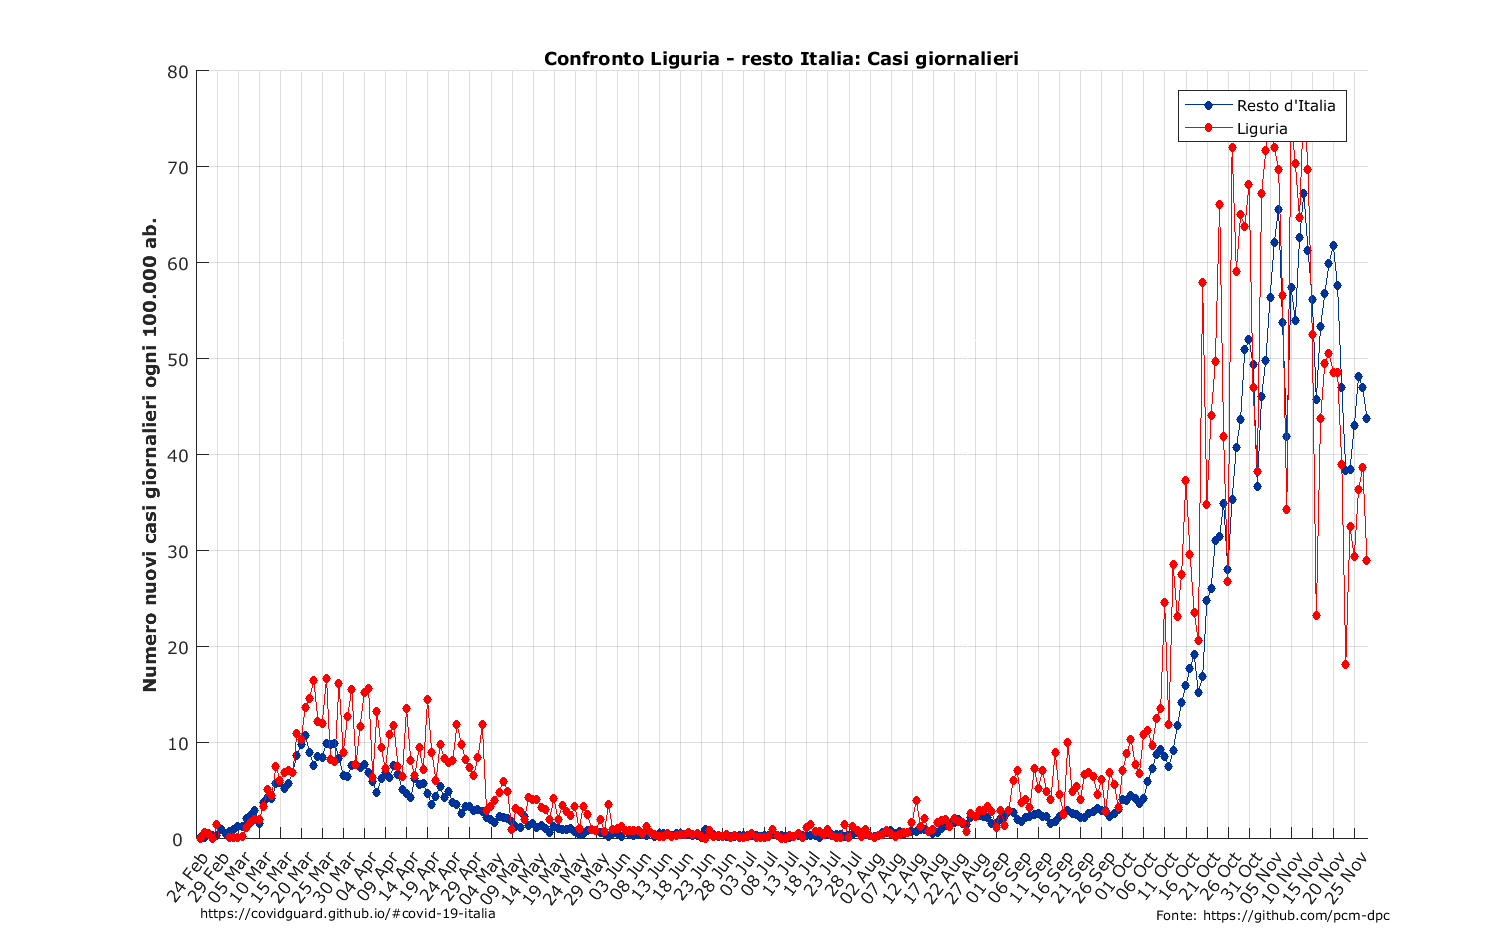 Confronto Liguria - resto Italia: Casi giornalieri
Resto d'Italia
Liguria
Numero nuovi casi giornalieri ogni 100.000 ab.
80
70
60
50
40
30
20
10
0
24 Feb
29 Feb
05 Mar
10 Mar
15 Mar
20 Mar
25 Mar
30 Mar
04 Apr
09 Apr
14 Apr
19 Apr
24 Apr
29 Apr
04 May
09 May
14 May
19 May
24 May
29 May
03 Jun
08 Jun
13 Jun
18 Jun
23 Jun
28 Jun
03 Jul
08 Jul
13 Jul
18 Jul
23 Jul
28 Jul
02 Aug
07 Aug
12 Aug
17 Aug
22 Aug
27 Aug
01 Sep
06 Sep
11 Sep
16 Sep
21 Sep
26 Sep
01 Oct
06 Oct
11 Oct
16 Oct
21 Oct
26 Oct
31 Oct
05 Nov
10 Nov
15 Nov
20 Nov
25 Nov
https://covidguard.github.io/#covid-19-italia
Fonte: https://github.com/pcm-dpc